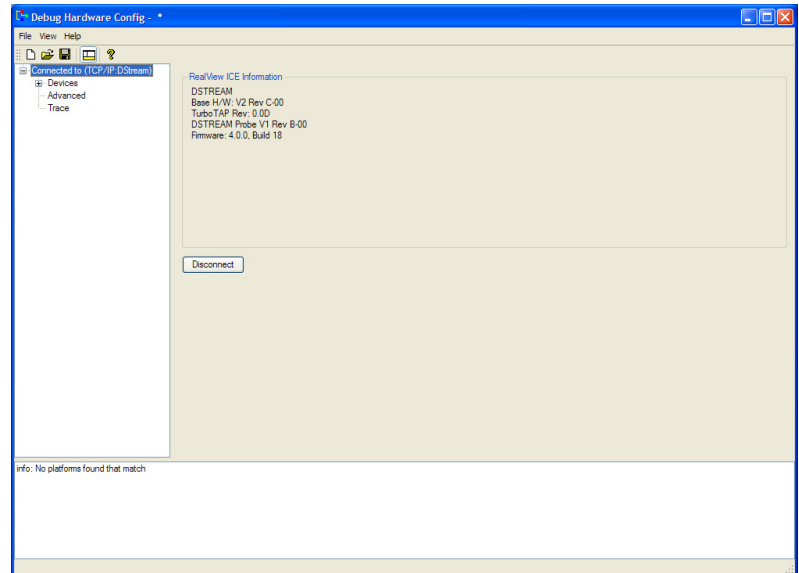 Debug Hardware Config - *
File View Help
Connected to (TCP/IP:DStream)
Devices
Advanced
Trace
RealView ICE Information
DSTREAM
Base H/W: V2 Rev C-00
TurboTAP Rev: 0.0D
DSTREAM Probe V1 Rev B-00
Firmware: 4.0.0, Build 18
Disconnect
info: No platforms found that match